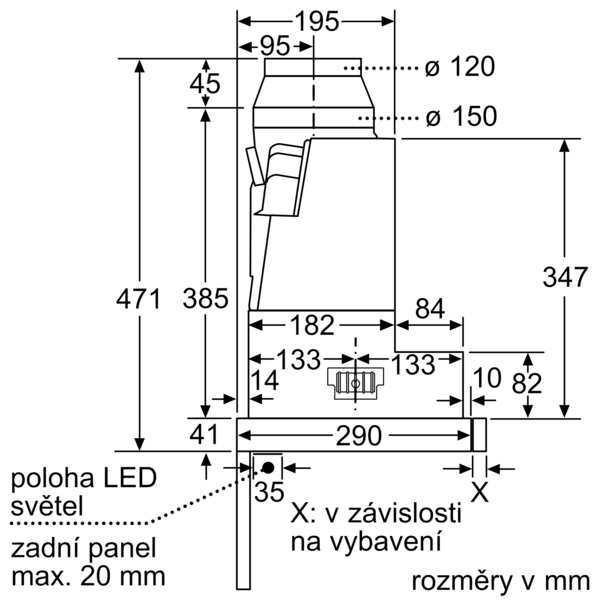 195
95
ø 120
45
ø 150
471
385
347
182
84
133
133
14
10
82
41
290
35
X
poloha LED
světel
zadní panel
max. 20 mm
X: v závislosti
na vybavení
rozměry v mm